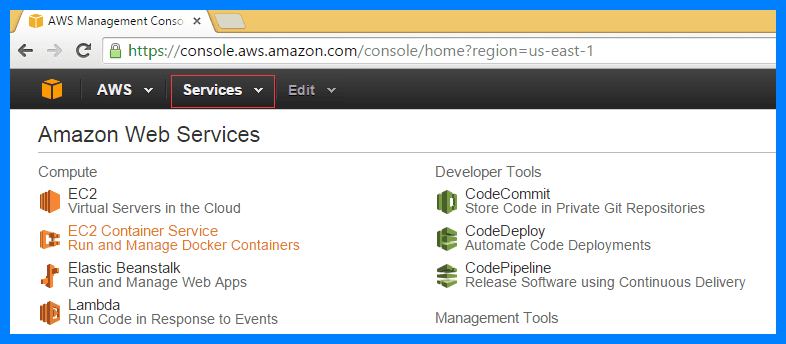 AWS Management Conso
https://console.aws.amazon.com/console/home?region=us-east-1
AWS Services Edit
Amazon Web Services
Compute
EC2
Virtual Servers in the Cloud
EC2 Container Service
Run and Manage Docker Containers
Elastic Beanstalk
Run and Manage Web Apps
Lambda
Run Code in Response to Events
Developer Tools
CodeCommit
Store Code in Private Git Repositories
CodeDeploy
Automate Code Deployments
CodePipeline
Release Software using Continuous Delivery
Management Tools